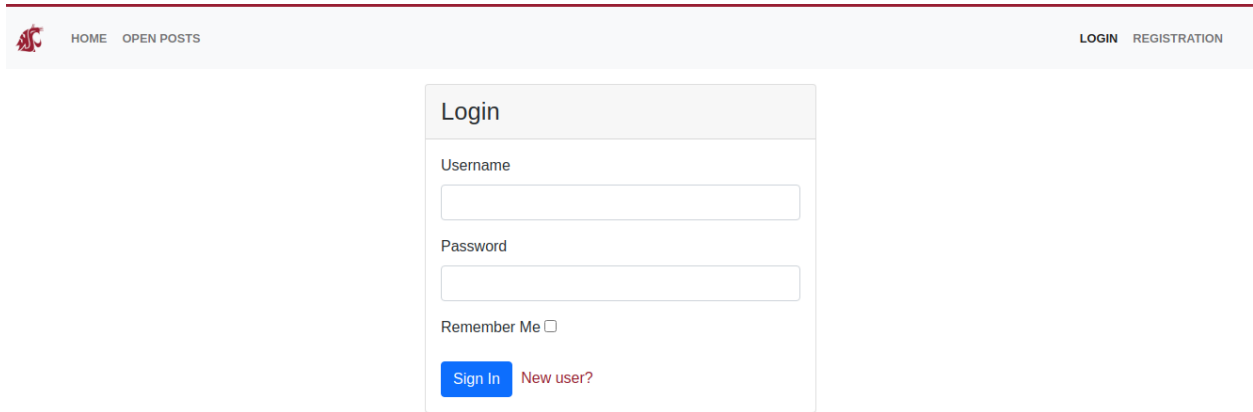 HOME OPEN POSTS LOGIN REGISTRATION
Login
Username
Password
Remember Me
Sign In New user?